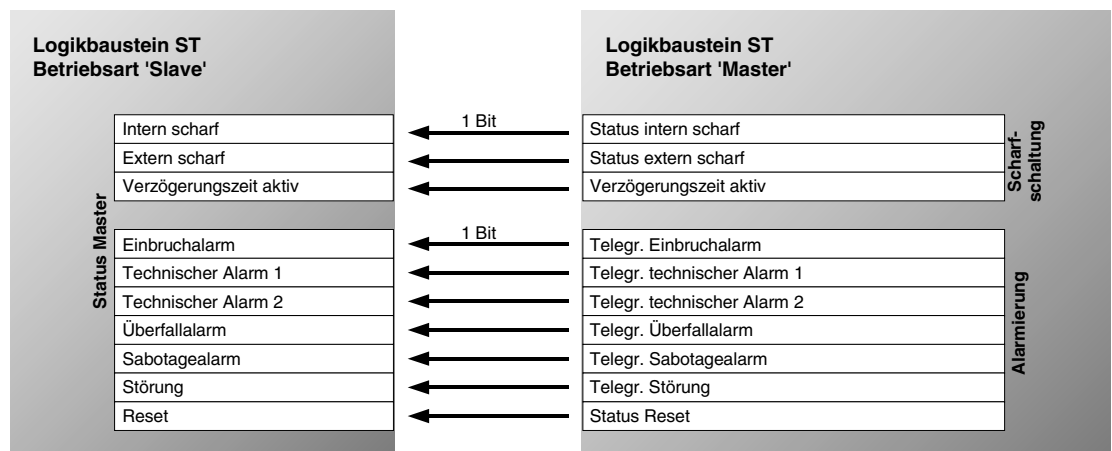 Logikbaustein ST
Betriebsart 'Slave'
Logikbaustein ST
Betriebsart 'Master'
Status Master
Intern scharf
Extern scharf
Verzögerungszeit aktiv
Einbruchalarm
Technischer Alarm 1
Technischer Alarm 2
Überfallalarm
Sabotagealarm
Störung
Reset
1 Bit
1 Bit
Status intern scharf
Status extern scharf
Verzögerungszeit aktiv
Telegr. Einbruchalarm
Telegr. technischer Alarm 1
Telegr. technischer Alarm 2
Telegr. Überfallalarm
Telegr. Sabotagealarm
Telegr. Störung
Status Reset
Scharf-
schaltung
Alarmierung